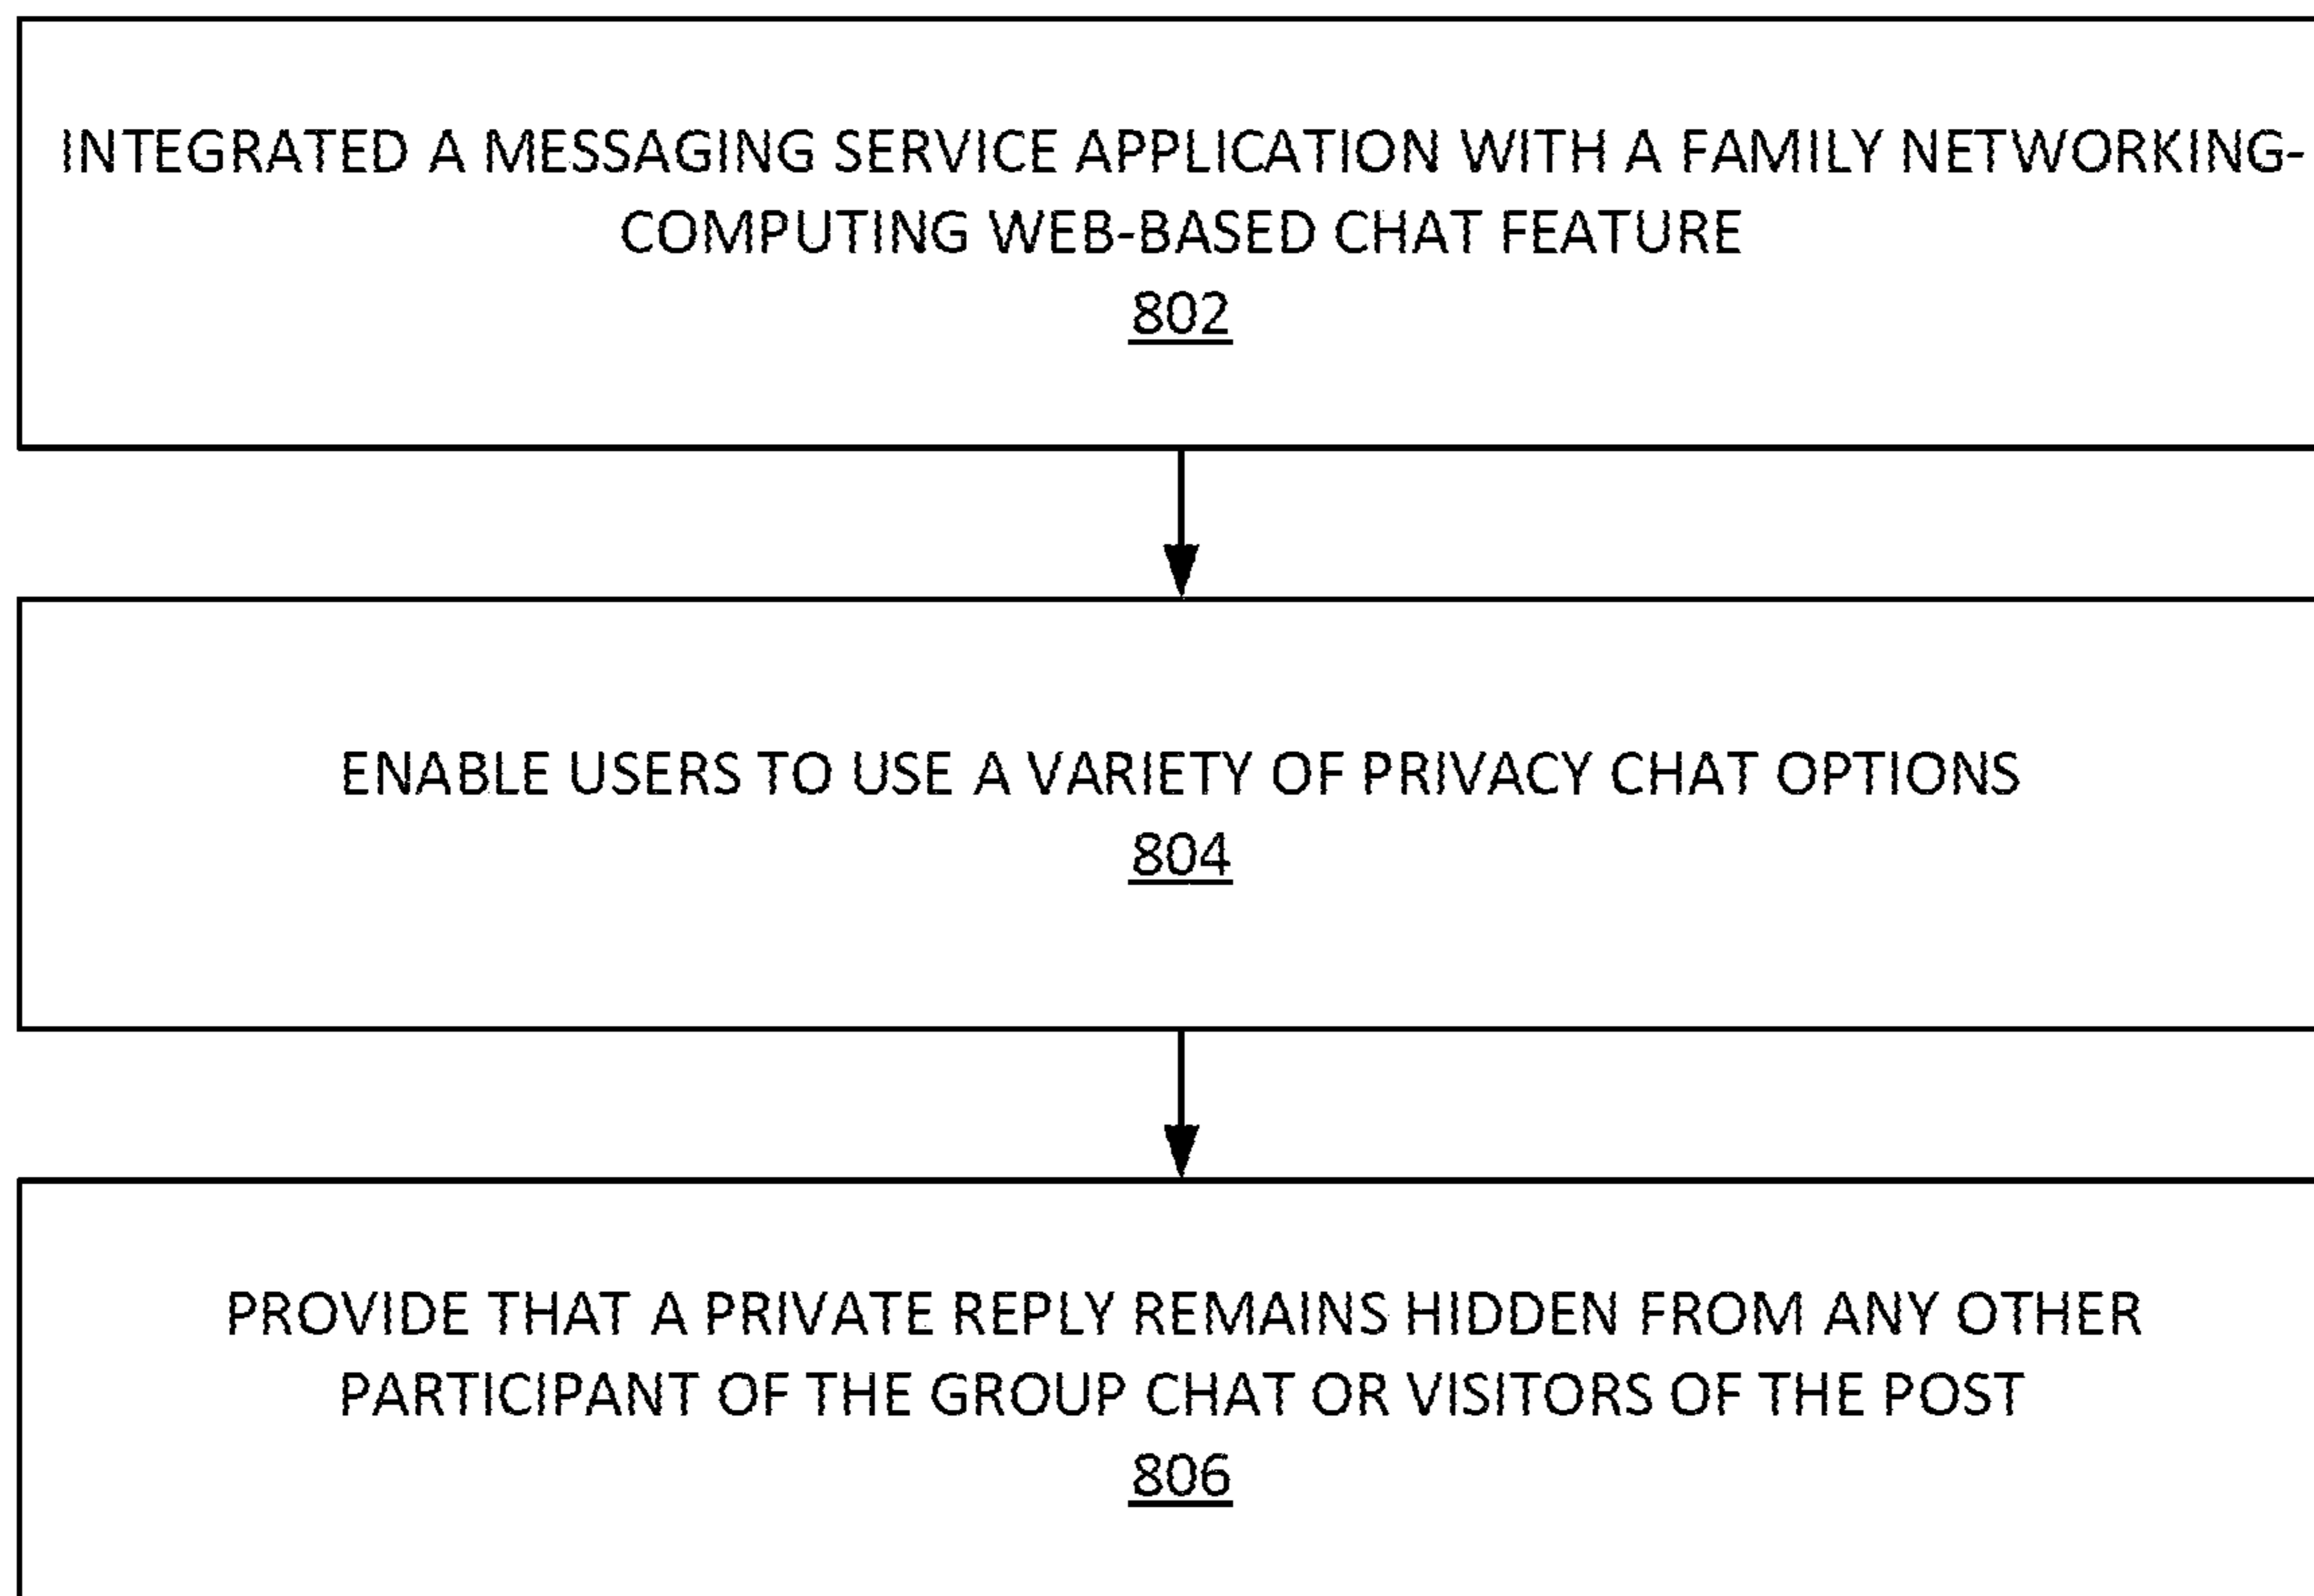 INTEGRATED A MESSAGING SERVICE APPLICATION WITH A FAMILY NETWORKING-
COMPUTING WEB-BASED CHAT FEATURE
802
ENABLE USERS TO USE A VARIETY OF PRIVACY CHAT OPTIONS
804
PROVIDE THAT A PRIVATE REPLY REMAINS HIDDEN FROM ANY OTHER
PARTICIPANT OF THE GROUP CHAT OR VISITORS OF THE POST
806